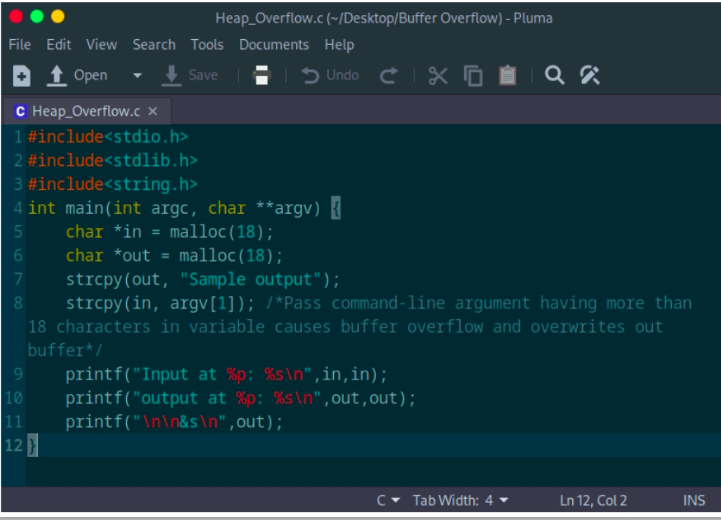 Heap_Overflow.c (~/Desktop/Buffer Overflow) - Pluma
File Edit View Search Tools Documents Help
Open Save Undo
C Heap_Overflow.c ×
1 #include<stdio.h>
2 #include<stdlib.h>
3 #include<string.h>
4 int main(int argc, char **argv) {
5 char *in = malloc(18);
6 char *out = malloc(18);
7 strcpy(out, "Sample output");
8 strcpy(in, argv[1]); /*Pass command-line argument having more than
18 characters in variable causes buffer overflow and overwrites out
buffer*/
9 printf("Input at %p: %s\n",in,in);
10 printf("output at %p: %s\n",out,out);
11 printf("\n\n&s\n",out);
12 }
C Tab Width: 4 Ln 12, Col 2 INS